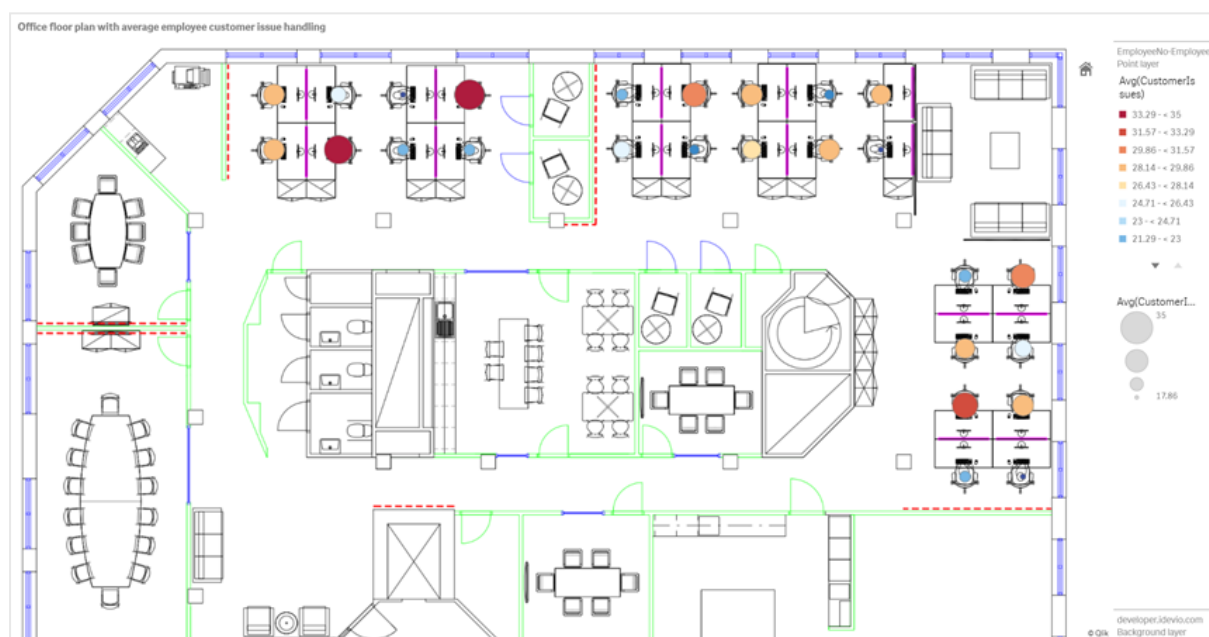 Office floor plan with average employee customer issue handling
EmployeeNo-Employee
Point layer
Avg(CustomerIs
sues)
33.29 - < 35
31.57 - < 33.29
29.86 - < 31.57
28.14 - < 29.86
26.43 - < 28.14
24.71 - < 26.43
23 - < 24.71
21.29 - < 23
Avg(CustomerI...
35
17.86
developer.idevio.com
© Qlik Background layer